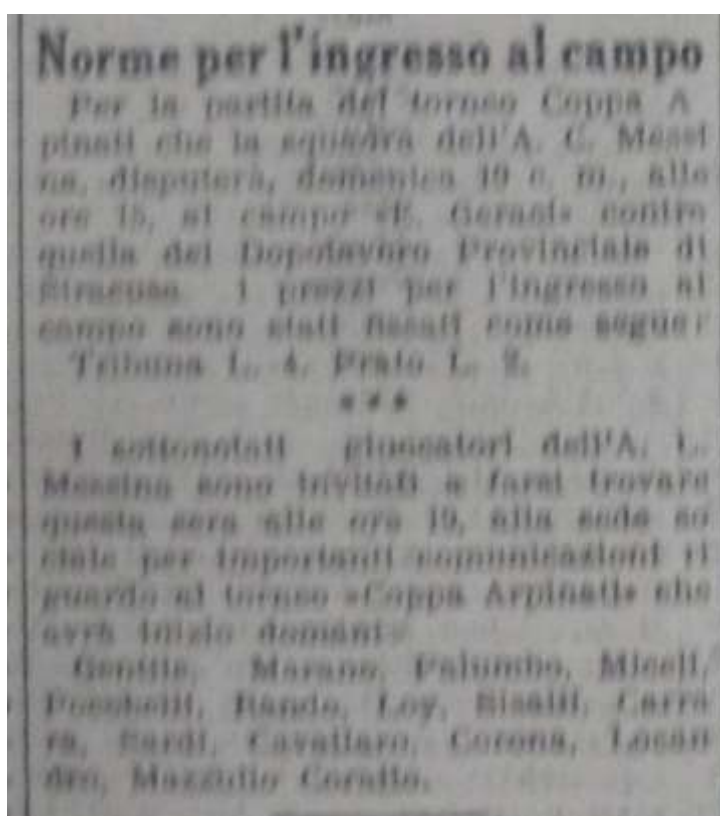 Norme per l'ingresso al campo
Per la partita del torneo Coppa A
pinati che la squadra dell'A. C. Messi
na, disputerà, domenica 19 c. m., alle
ore 15, al campo «E. Geraci» contro
quella del Dopolavoro Provinciale di
Siracusa. I prezzi per l'ingresso al
campo sono stati fissati come segue:
Tribuna L. 4. Prato L. 2.
***
I sottonotati giuocatori dell'A. C.
Messina sono invitati a farsi trovare
questa sera alle ore 19, alla sede so
ciale per importanti comunicazioni ri
guardo al torneo «Coppa Arpinati» che
avrà inizio domani:
Gentile, Marano, Palumbo, Miceli,
Rando, Loy, Carra
ra, Cavallaro, Corona, Locan
dro, Corallo.